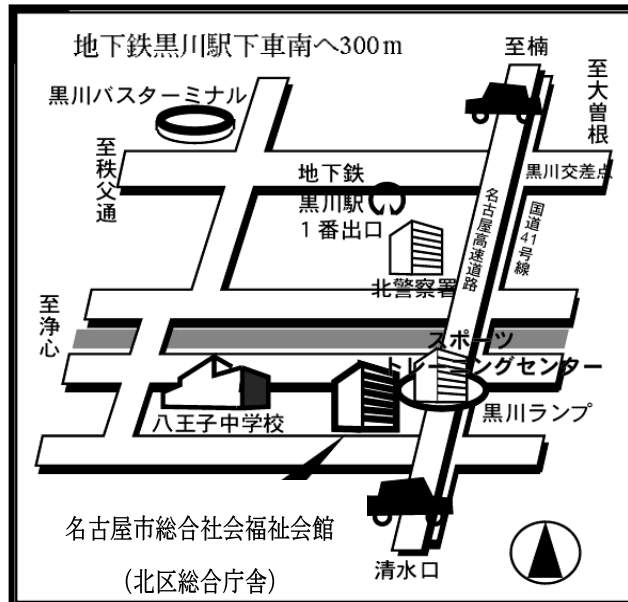 地下鉄黒川駅下車南へ300m
至楠
至大曽根
黒川バスターミナル
至秩父通
地下鉄
黒川駅
1番出口
黒川交差点
名古屋高速道路
国道41号線
北警察署
至浄心
スポーツ
トレーニングセンター
八王子中学校
黒川ランプ
名古屋市総合社会福祉会館
(北区総合庁舎)
清水口